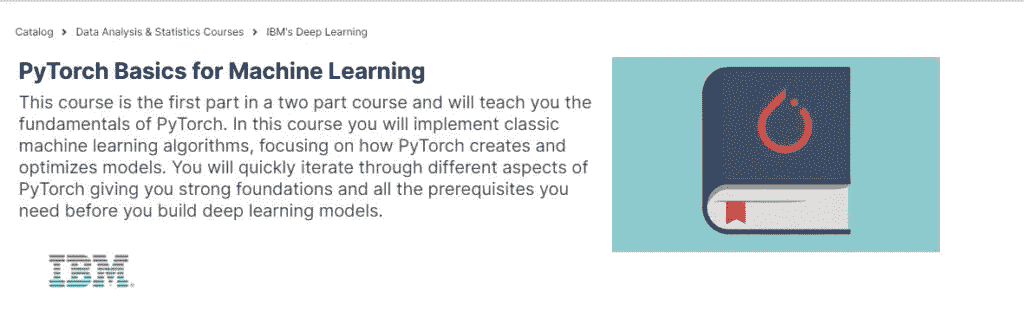 Catalog > Data Analysis & Statistics Courses > IBM's Deep Learning
PyTorch Basics for Machine Learning
This course is the first part in a two part course and will teach you the
fundamentals of PyTorch. In this course you will implement classic
machine learning algorithms, focusing on how PyTorch creates and
optimizes models. You will quickly iterate through different aspects of
PyTorch giving you strong foundations and all the prerequisites you
need before you build deep learning models.
IBM